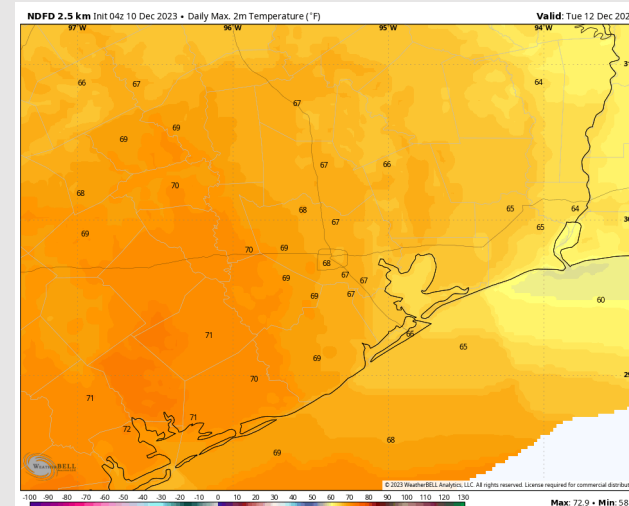 NDFD 2.5 km Init 04z 10 Dec 2023 • Daily Max. 2m Temperature (°F) Valid: Tue 12 Dec 202
97°W 96°W 95°W 94°W
31
66 67 64
67
69 69
67 66
70
68
68 65 64
67 65 30
69
70 69
68
69 67 67
69 67 60
71 66
65
69
70 29
71
71
72
68
69
WeatherBELL
© 2023 WeatherBELL Analytics, LLC. All rights reserved. License required for commercial distribut
-100 -90 -80 -70 -60 -50 -40 -30 -20 -10 0 10 20 30 40 50 60 70 80 90 100 110 120 130
Max: 72.9 • Min: 58